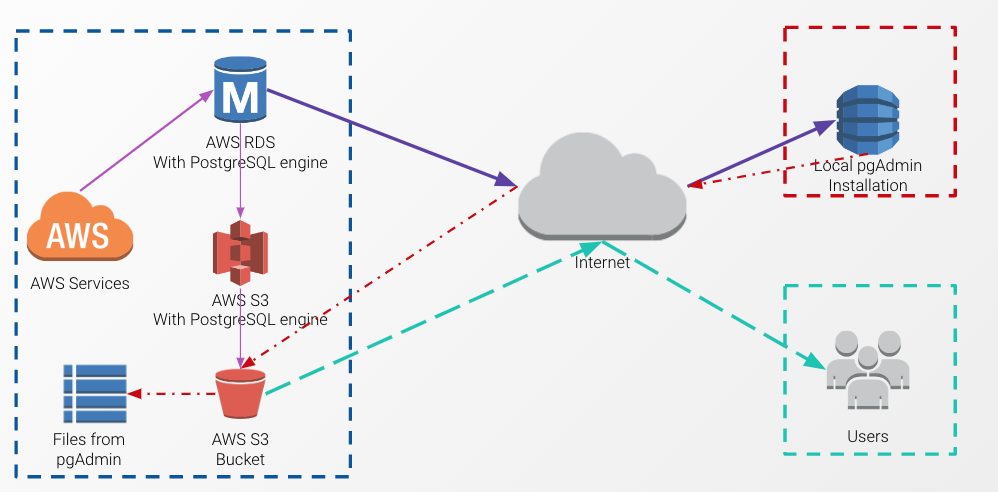 M
AWS RDS
With PostgreSQL engine
AWS
AWS Services
AWS S3
With PostgreSQL engine
Files from
pgAdmin
AWS S3
Bucket
Internet
Local pgAdmin
Installation
Users